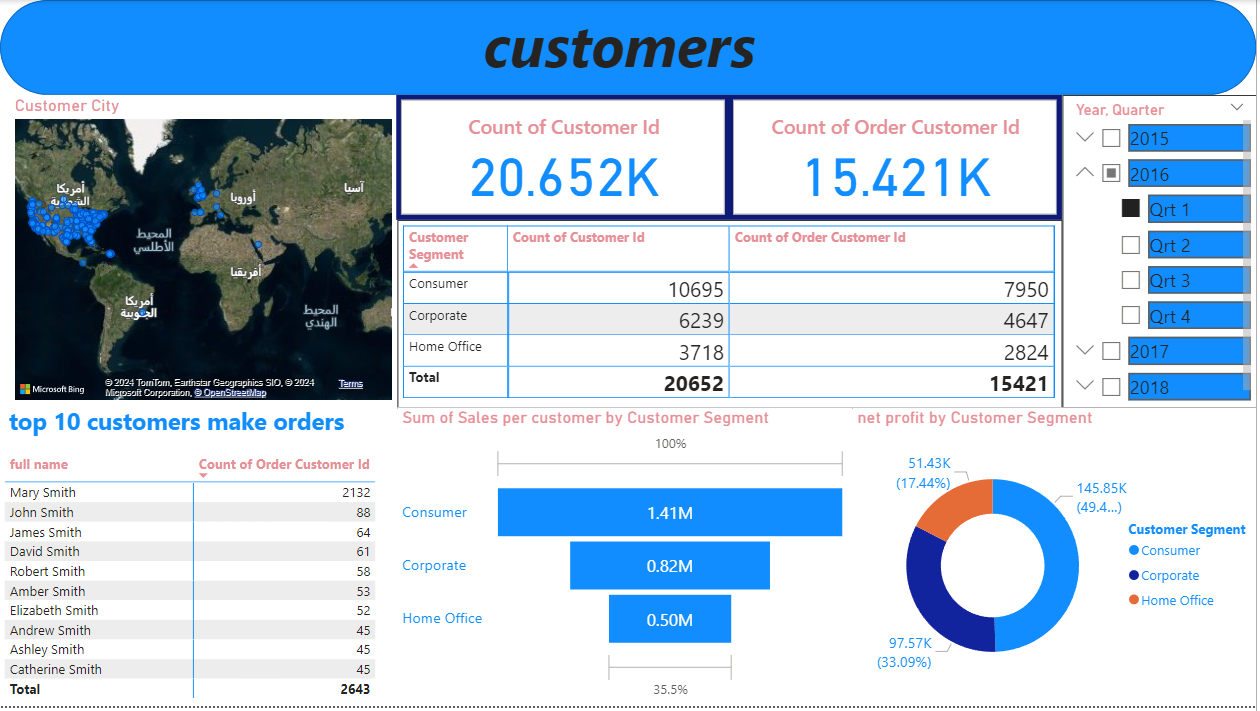 customers
Customer City
أمريكا
الشمالية
أوروبا
آسيا
المحيط
الأطلسي
أفريقيا
أمريكا
الجنوبية
المحيط
الهندي
Microsoft Bing
© 2024 TomTom, Earthstar Geographics SIO, © 2024
Microsoft Corporation, © OpenStreetMap
Terms
Count of Customer Id
20.652K
Count of Order Customer Id
15.421K
Year, Quarter
2015
2016
Qrt 1
Qrt 2
Qrt 3
Qrt 4
2017
2018
Customer Segment Count of Customer Id Count of Order Customer Id
Consumer 10695 7950
Corporate 6239 4647
Home Office 3718 2824
Total 20652 15421
top 10 customers make orders
full name Count of Order Customer Id
Mary Smith 2132
John Smith 88
James Smith 64
David Smith 61
Robert Smith 58
Amber Smith 53
Elizabeth Smith 52
Andrew Smith 45
Ashley Smith 45
Catherine Smith 45
Total 2643
Sum of Sales per customer by Customer Segment
100%
Consumer 1.41M
Corporate 0.82M
Home Office 0.50M
35.5%
net profit by Customer Segment
51.43K
(17.44%)
145.85K
(49.4...)
97.57K
(33.09%)
Customer Segment
Consumer
Corporate
Home Office